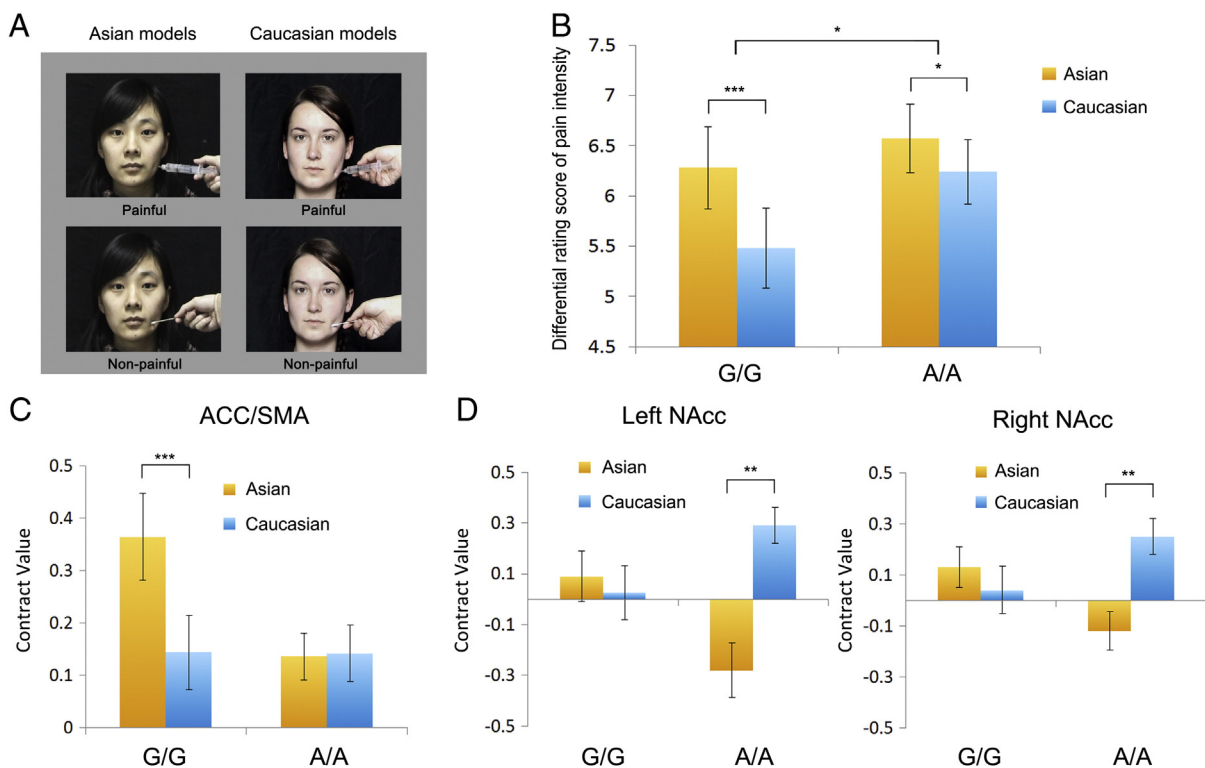 A
Asian models
Caucasian models
Painful
Painful
Non-painful
Non-painful
B
Differential rating score of pain intensity
7.5
7
6.5
6
5.5
5
4.5
*
***
*
Asian
Caucasian
G/G
A/A
C
ACC/SMA
Contract Value
0.5
0.4
0.3
0.2
0.1
0
***
Asian
Caucasian
G/G
A/A
D
Left NAcc
Contract Value
0.5
0.3
0.1
-0.1
-0.3
-0.5
Asian
Caucasian
**
G/G
A/A
Right NAcc
Contract Value
0.5
0.3
0.1
-0.1
-0.3
-0.5
Asian
Caucasian
**
G/G
A/A